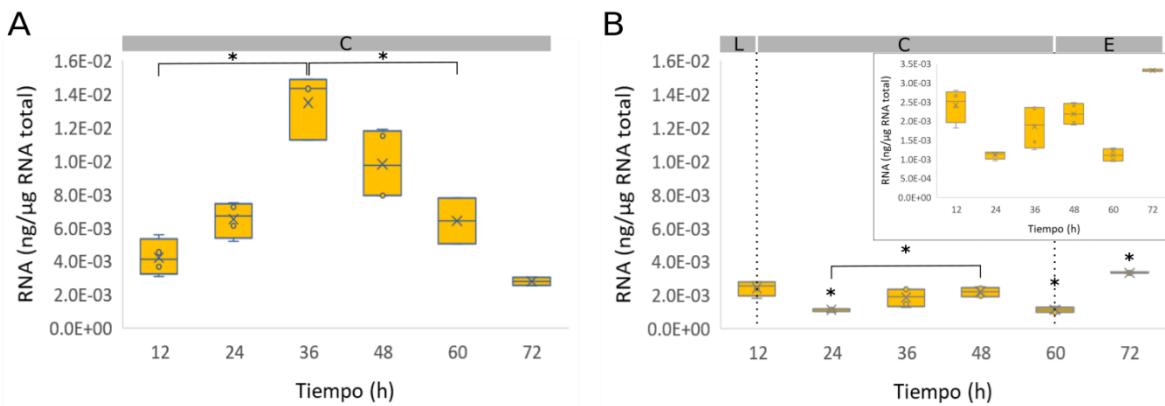 A
C
*
*
RNA (ng/μg RNA total)
1.6E-02
1.4E-02
1.2E-02
1.0E-02
8.0E-03
6.0E-03
4.0E-03
2.0E-03
0.0E+00
12 24 36 48 60 72
Tiempo (h)
B
L C E
RNA (ng/μg RNA total)
1.6E-02
1.4E-02
1.2E-02
1.0E-02
8.0E-03
6.0E-03
4.0E-03
2.0E-03
0.0E+00
RNA (ng/μg RNA total)
3.5E-03
3.0E-03
2.5E-03
2.0E-03
1.5E-03
1.0E-03
5.0E-04
0.0E+00
12 24 36 48 60 72
Tiempo (h)
*
*
*
*
12 24 36 48 60 72
Tiempo (h)